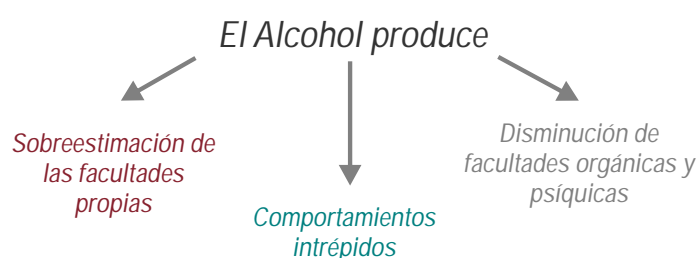 El Alcohol produce
Sobreestimación de
las facultades
propias
Comportamientos
intrépidos
Disminución de
facultades orgánicas y
psíquicas